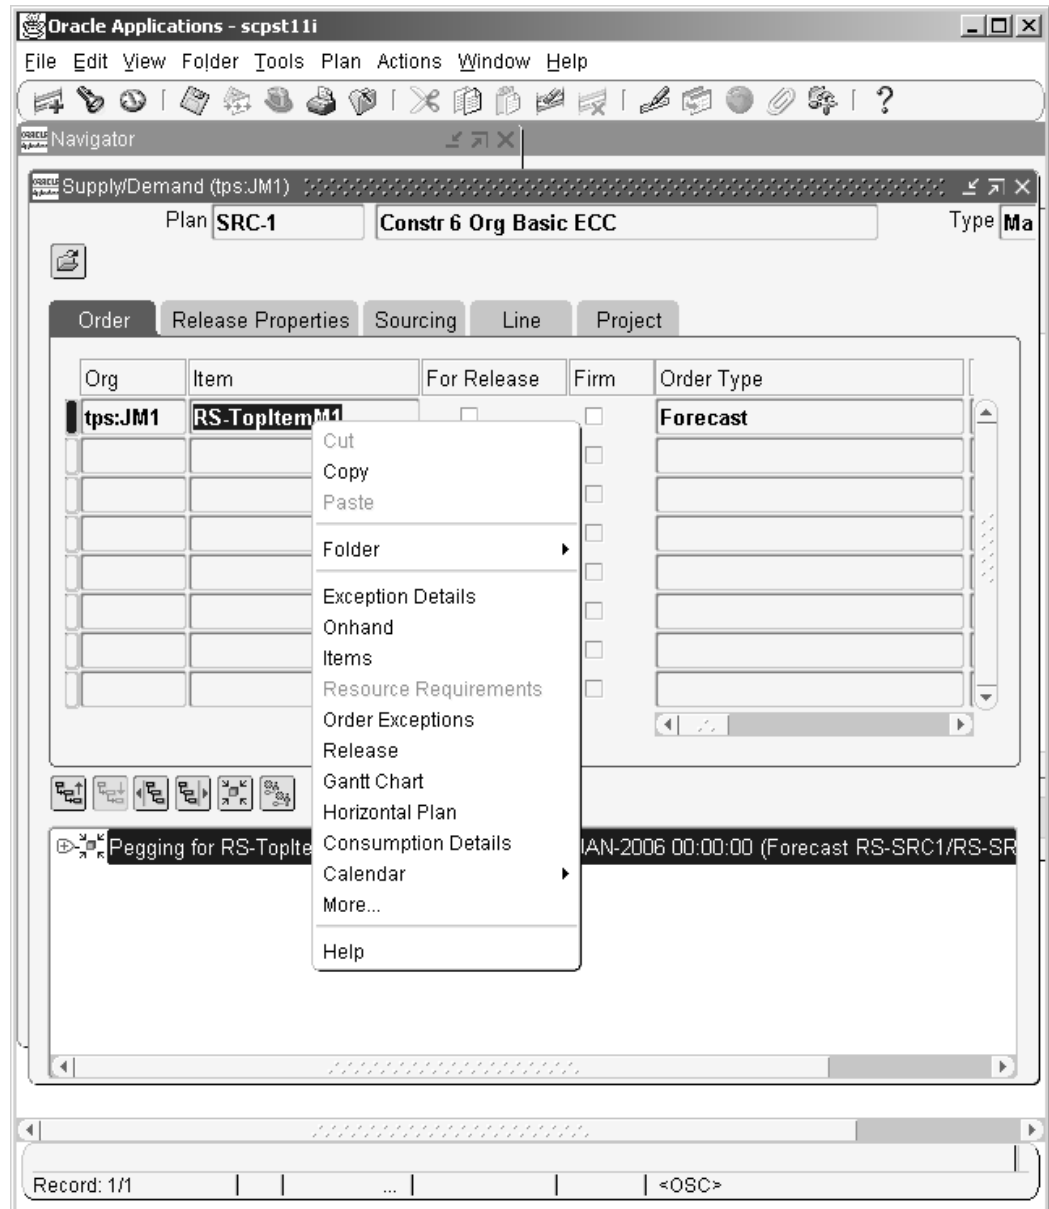 Oracle Applications - scpst11i
File Edit View Folder Tools Plan Actions Window Help
Navigator
Supply/Demand (tps:JM1)
Plan SRC-1 Constr 6 Org Basic ECC Type Ma
Order Release Properties Sourcing Line Project
Org Item For Release Firm Order Type
tps:JM1 RS-TopItemM1 Forecast
Cut
Copy
Paste
Folder
Exception Details
Onhand
Items
Resource Requirements
Order Exceptions
Release
Gantt Chart
Horizontal Plan
Consumption Details
Calendar
More...
Help
Pegging for RS-TopIte IAN-2006 00:00:00 (Forecast RS-SRC1/RS-SR
Record: 1/1 ... <OSC>